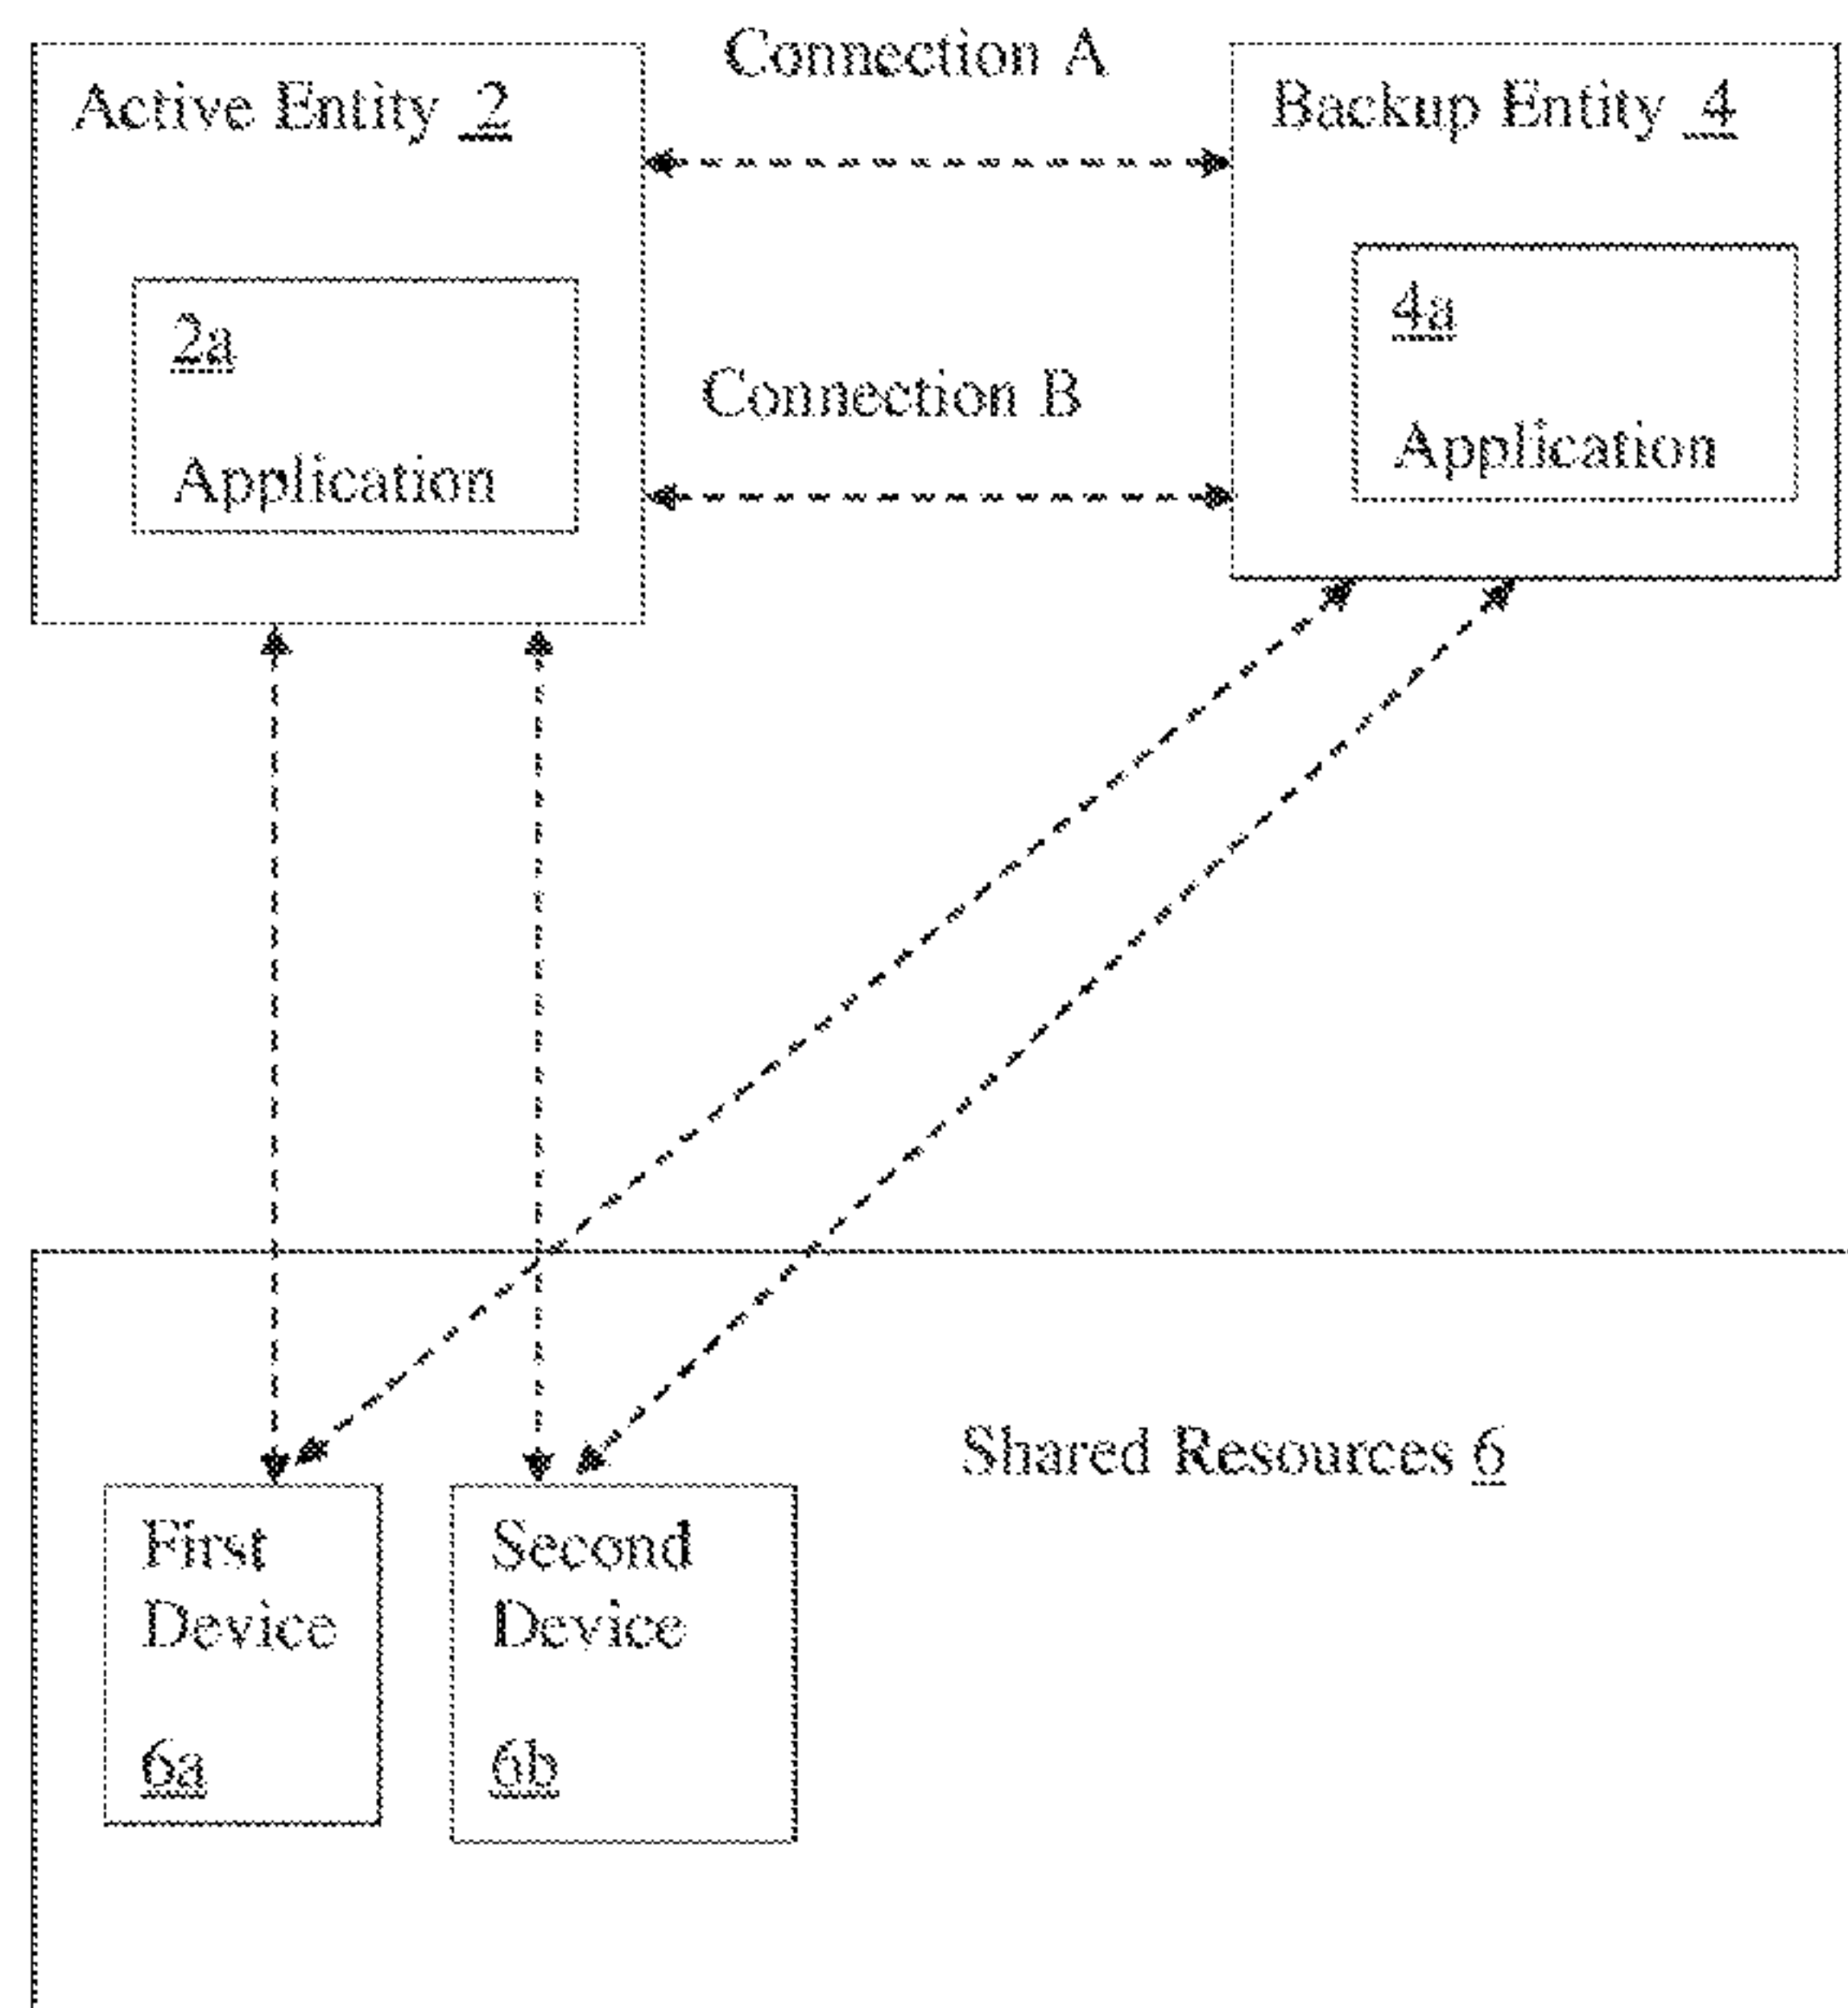 Connection A
Active Entity 2
Backup Entity 4
2a
Application
4a
Application
Connection B
Shared Resources 6
First
Device
6a
Second
Device
6b